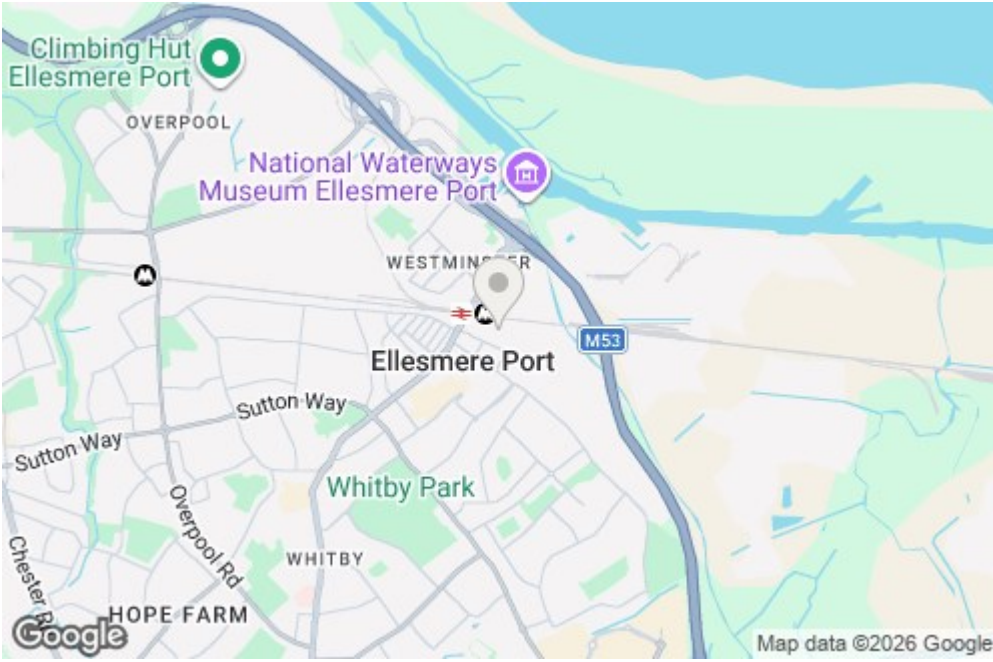 Climbing Hut
Ellesmere Port
OVERPOOL
National Waterways
Museum Ellesmere Port
WESTMINSTER
M53
Ellesmere Port
Sutton Way
Sutton Way
Whitby Park
Overpool Rd
WHITBY
Chester R
HOPE FARM
Google
Map data ©2026 Google